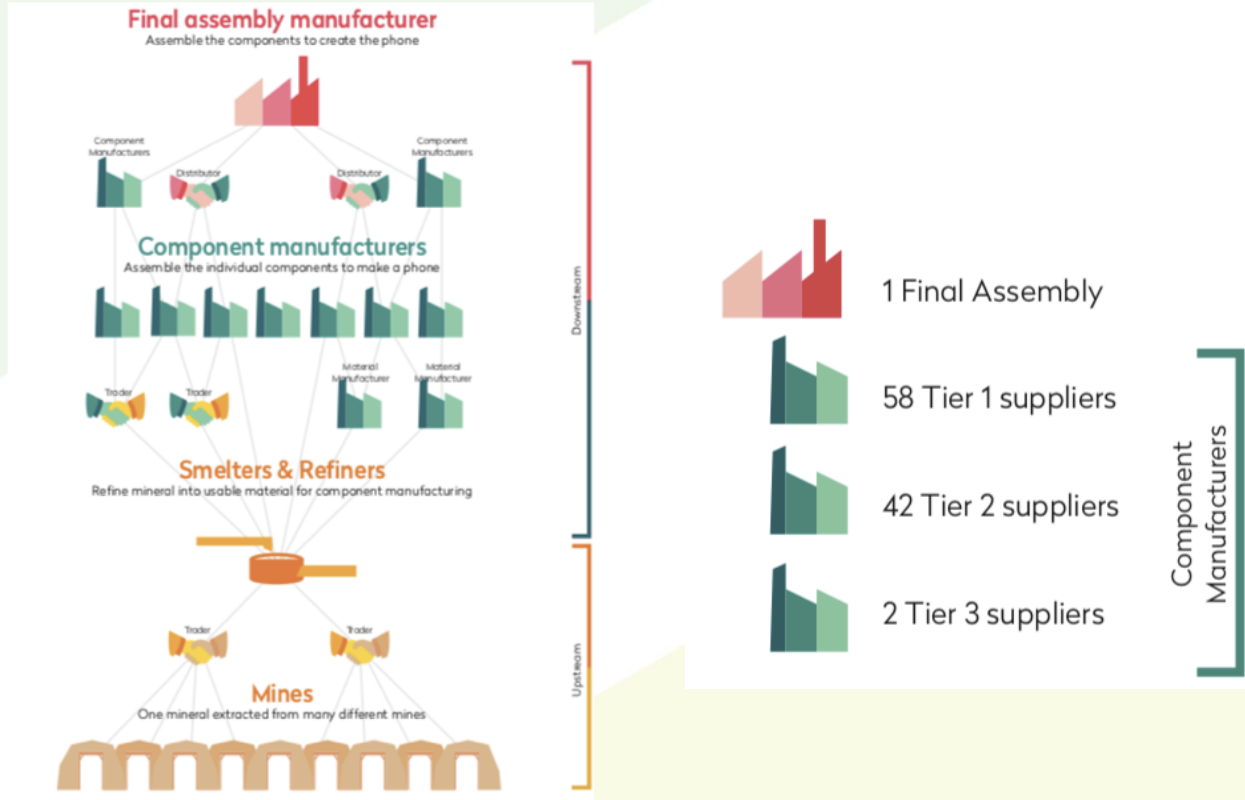 Final assembly manufacturer
Assemble the components to create the phone
Component
Manufacturers
Component
Manufacturers
Distributor
Distributor
Component manufacturers
Assemble the individual components to make a phone
Downstream
Material
Manufacturer
Material
Manufacturer
Trader
Trader
Smelters & Refiners
Refine mineral into usable material for component manufacturing
Trader
Trader
Upstream
Mines
One mineral extracted from many different mines
1 Final Assembly
58 Tier 1 suppliers
42 Tier 2 suppliers
2 Tier 3 suppliers
Component
Manufacturers